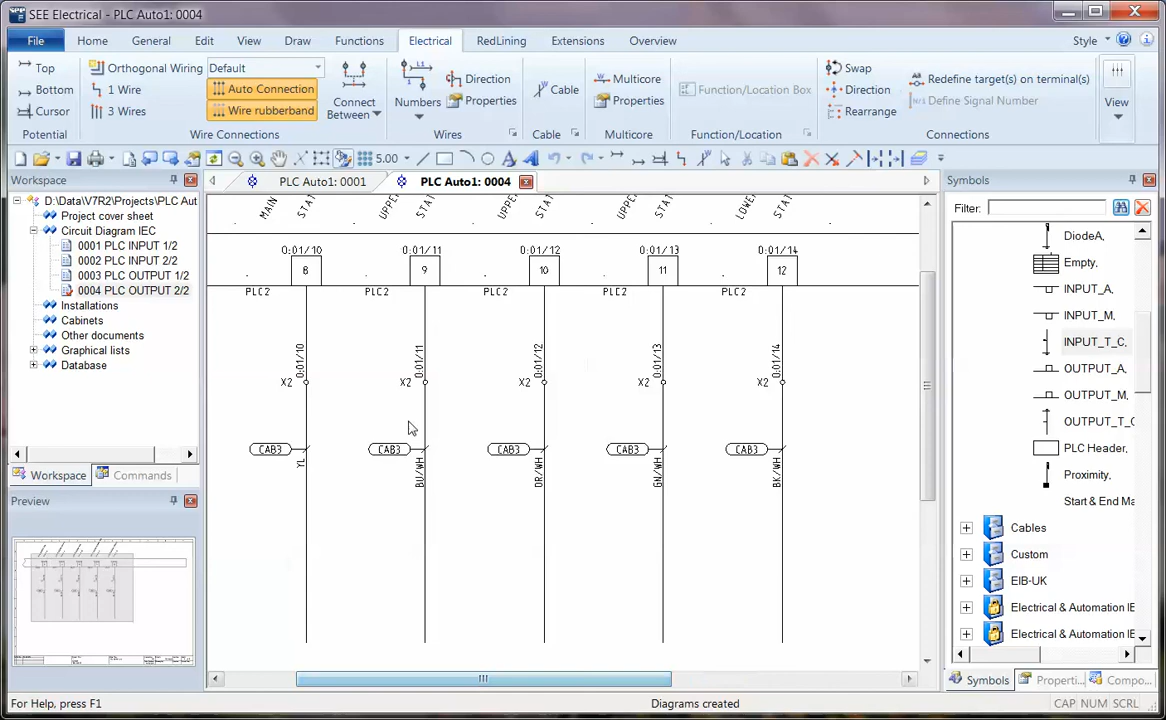 SEE Electrical - PLC Auto1: 0004
File Home General Edit View Draw Functions Electrical RedLining Extensions Overview Style
Top Orthogonal Wiring Default Direction Multicore Swap Redefine target(s) on terminal(s)
Bottom 1 Wire Auto Connection Connect Between Numbers Cable Function/Location Box Direction View
Cursor 3 Wires Wire rubberband Properties Properties Rearrange Define Signal Number
Potential Wire Connections Wires Cable Multicore Function/Location Connections
5.00
Workspace
PLC Auto1: 0001 PLC Auto1: 0004
Symbols
D:\Data\V7R2\Projects\PLC Aut
Project cover sheet
Circuit Diagram IEC
0001 PLC INPUT 1/2
0002 PLC INPUT 2/2
0003 PLC OUTPUT 1/2
0004 PLC OUTPUT 2/2
Installations
Cabinets
Other documents
Graphical lists
Database
Workspace Commands
Preview
MAIN STA UPPE STA UPPE STA UPPE STA LOWE STA
0:01/10 0:01/11 0:01/12 0:01/13 0:01/14
8 9 10 11 12
PLC2 PLC2 PLC2 PLC2 PLC2
0:01/10 0:01/11 0:01/12 0:01/13 0:01/14
X2 X2 X2 X2 X2
CAB3 CAB3 CAB3 CAB3 CAB3
YL BU/WH OR/WH GN/WH BK/WH
Filter:
DiodeA,
Empty,
INPUT_A,
INPUT_M,
INPUT_T_C,
OUTPUT_A,
OUTPUT_M,
OUTPUT_T_C
PLC Header,
Proximity,
Start & End Ma
Cables
Custom
EIB-UK
Electrical & Automation IE
Electrical & Automation IE
Symbols Properti... Compo...
For Help, press F1
Diagrams created
CAP NUM SCRL